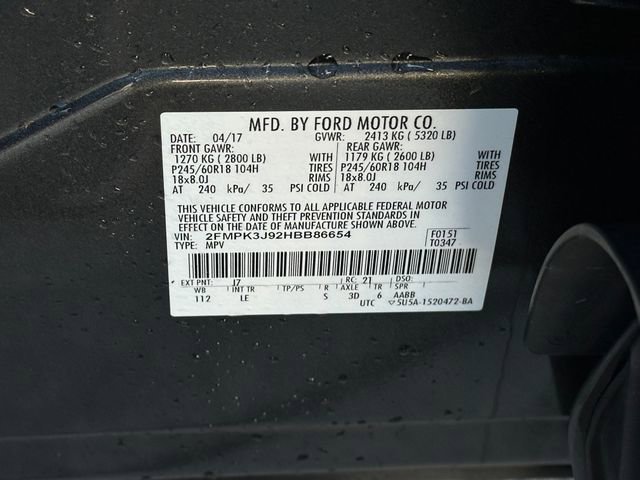 MFD. BY FORD MOTOR CO.
DATE: 04/17 GVWR: 2413 KG ( 5320 LB)
FRONT GAWR: REAR GAWR:
1270 KG ( 2800 LB) WITH 1179 KG ( 2600 LB) WITH
P245/60R18 104H TIRES P245/60R18 104H TIRES
18x8.0J RIMS 18x8.0J RIMS
AT 240 kPa/ 35 PSI COLD AT 240 kPa/ 35 PSI COLD
THIS VEHICLE CONFORMS TO ALL APPLICABLE FEDERAL MOTOR
VEHICLE SAFETY AND THEFT PREVENTION STANDARDS IN
EFFECT ON THE DATE OF MANUFACTURE SHOWN ABOVE.
VIN: 2FMPK3J92HBB86654 F0151
TYPE: MPV T0347
EXT PNT: J7 RC: 21 DSO:
WB INT TR TP/PS R AXLE TR SPR
112 LE S 3D 6 AABB
UTC 5U5A-1520472-BA